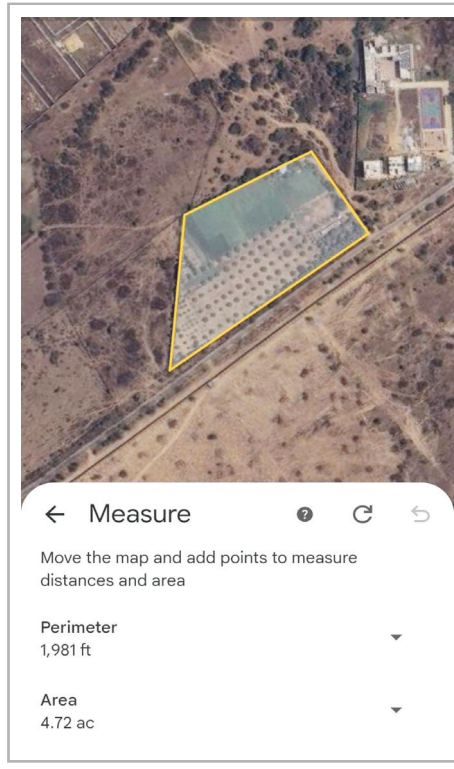 Measure
Move the map and add points to measure
distances and area
Perimeter
1,981 ft
Area
4.72 ac